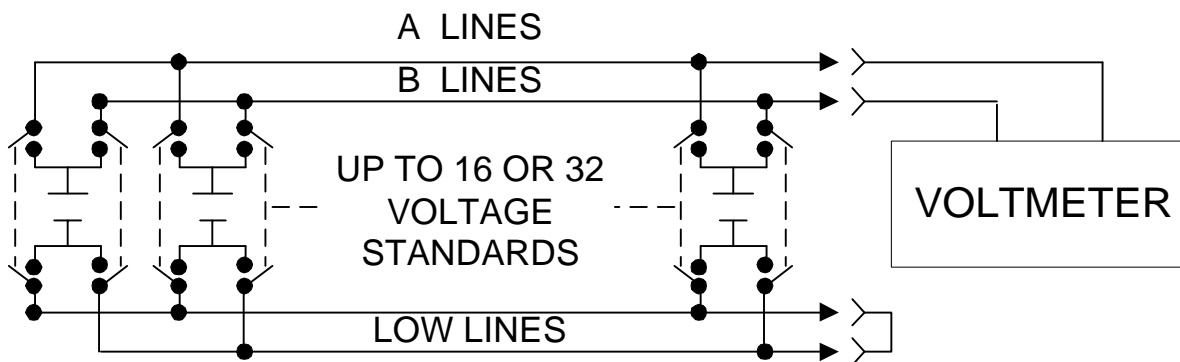 A LINES
B LINES
UP TO 16 OR 32
VOLTAGE
STANDARDS
VOLTMETER
LOW LINES